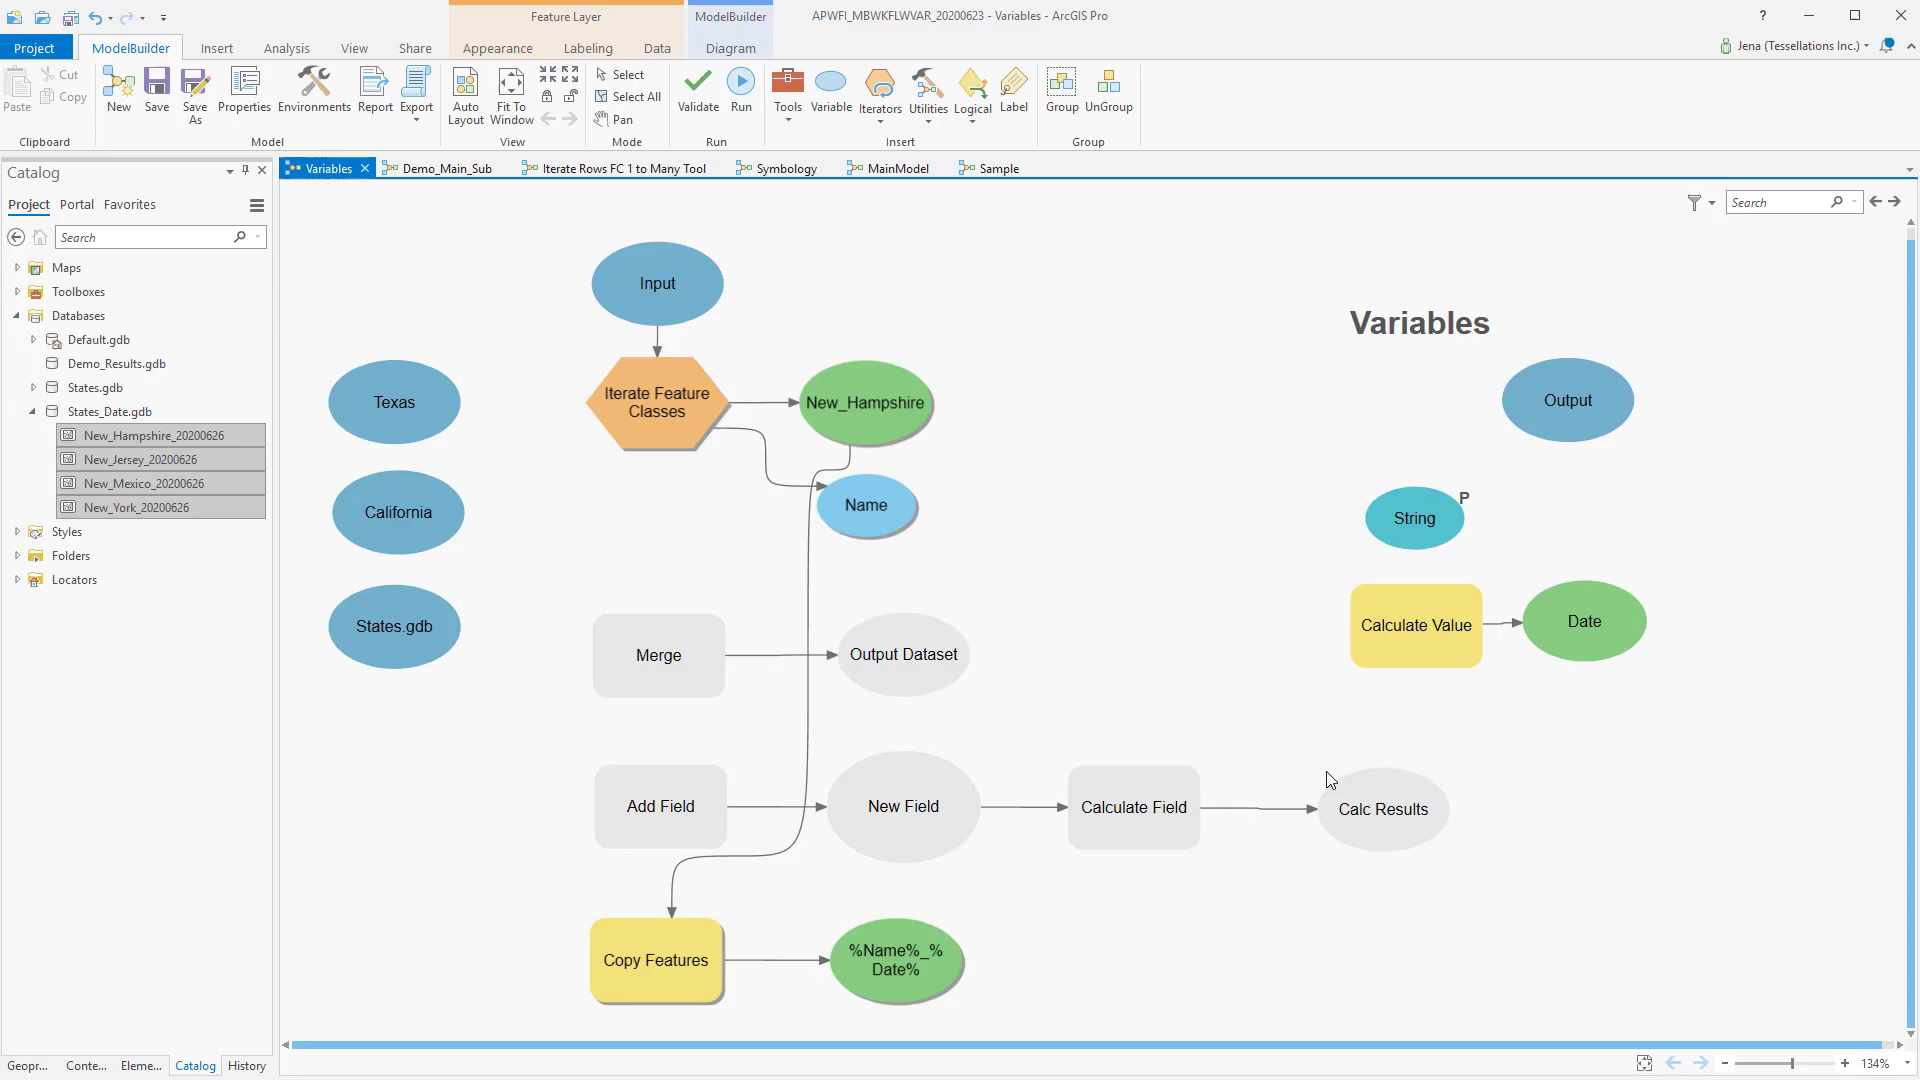 Feature Layer
ModelBuilder
APWFI_MBWKFLWVAR_20200623 - Variables - ArcGIS Pro
?
Project
ModelBuilder
Insert
Analysis
View
Share
Appearance
Labeling
Data
Diagram
Jena (Tessellations Inc.)
Paste
Cut
Copy
New
Save
Save
As
Properties
Environments
Report
Export
Auto
Layout
Fit To
Window
Select
Select All
Pan
Validate
Run
Tools
Variable
Iterators
Utilities
Logical
Label
Group
UnGroup
Clipboard
Model
View
Mode
Run
Insert
Group
Catalog
Project
Portal
Favorites
Search
Maps
Toolboxes
Databases
Default.gdb
Demo_Results.gdb
States.gdb
States_Date.gdb
New_Hampshire_20200626
New_Jersey_20200626
New_Mexico_20200626
New_York_20200626
Styles
Folders
Locators
Variables
Demo_Main_Sub
Iterate Rows FC 1 to Many Tool
Symbology
MainModel
Sample
Search
Input
Variables
Texas
Iterate Feature
Classes
New_Hampshire
Output
California
Name
String
P
States.gdb
Merge
Output Dataset
Calculate Value
Date
Add Field
New Field
Calculate Field
Calc Results
Copy Features
%Name%_%
Date%
Geopr...
Conte...
Eleme...
Catalog
History
134%